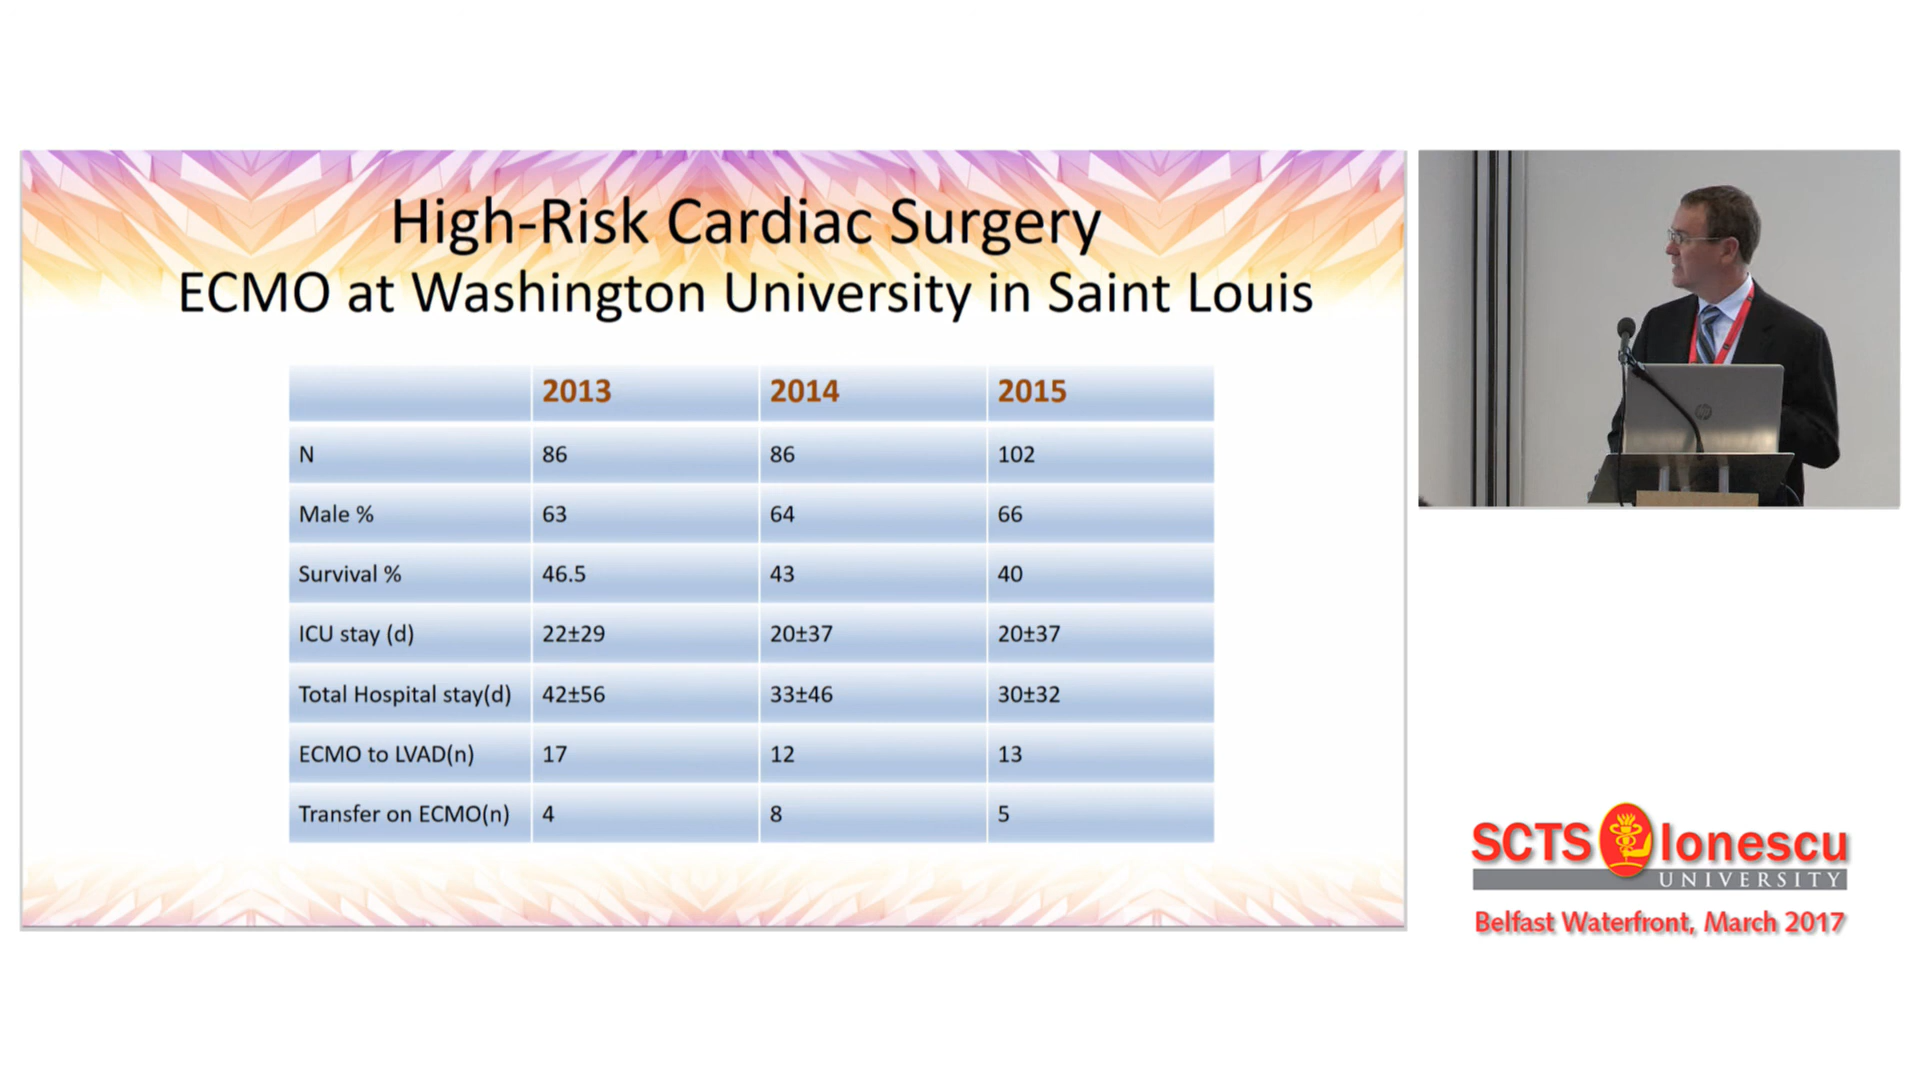 High-Risk Cardiac Surgery
ECMO at Washington University in Saint Louis
2013 2014 2015
N 86 86 102
Male % 63 64 66
Survival % 46.5 43 40
ICU stay (d) 22±29 20±37 20±37
Total Hospital stay(d) 42±56 33±46 30±32
ECMO to LVAD(n) 17 12 13
Transfer on ECMO(n) 4 8 5
hp
SCTS Ionescu
UNIVERSITY
Belfast Waterfront, March 2017